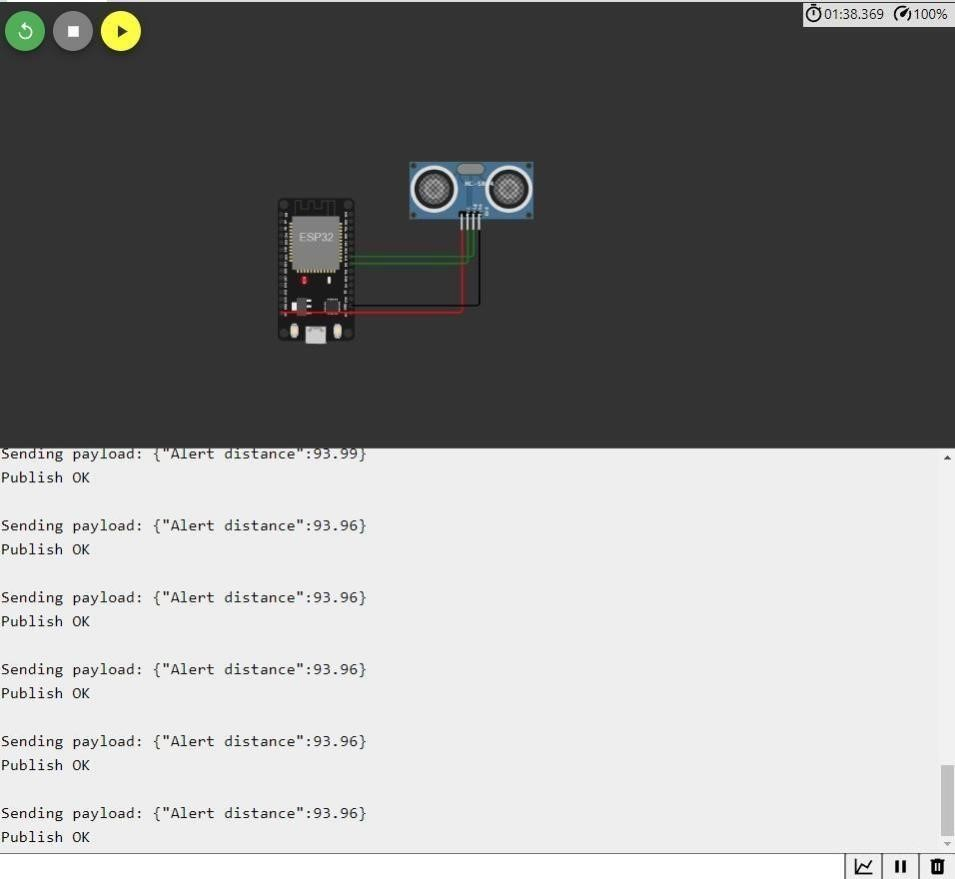 01:38.369 100%
ESP32
Sending payload: {"Alert distance":93.99}
Publish OK
Sending payload: {"Alert distance":93.96}
Publish OK
Sending payload: {"Alert distance":93.96}
Publish OK
Sending payload: {"Alert distance":93.96}
Publish OK
Sending payload: {"Alert distance":93.96}
Publish OK
Sending payload: {"Alert distance":93.96}
Publish OK